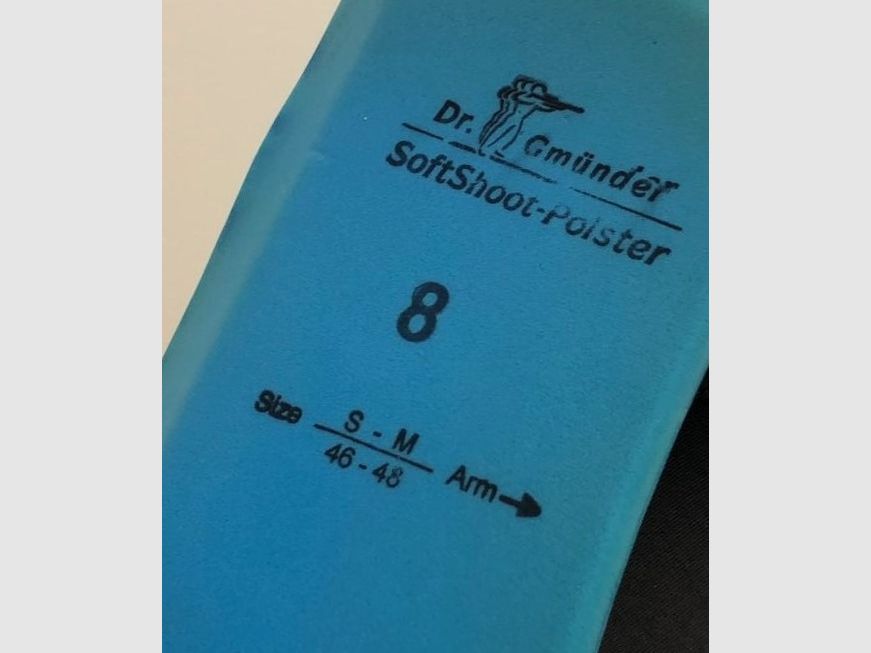 Dr. Gmünder
SoftShoot-Polster
8
Size S - M
46 - 48 Arm →